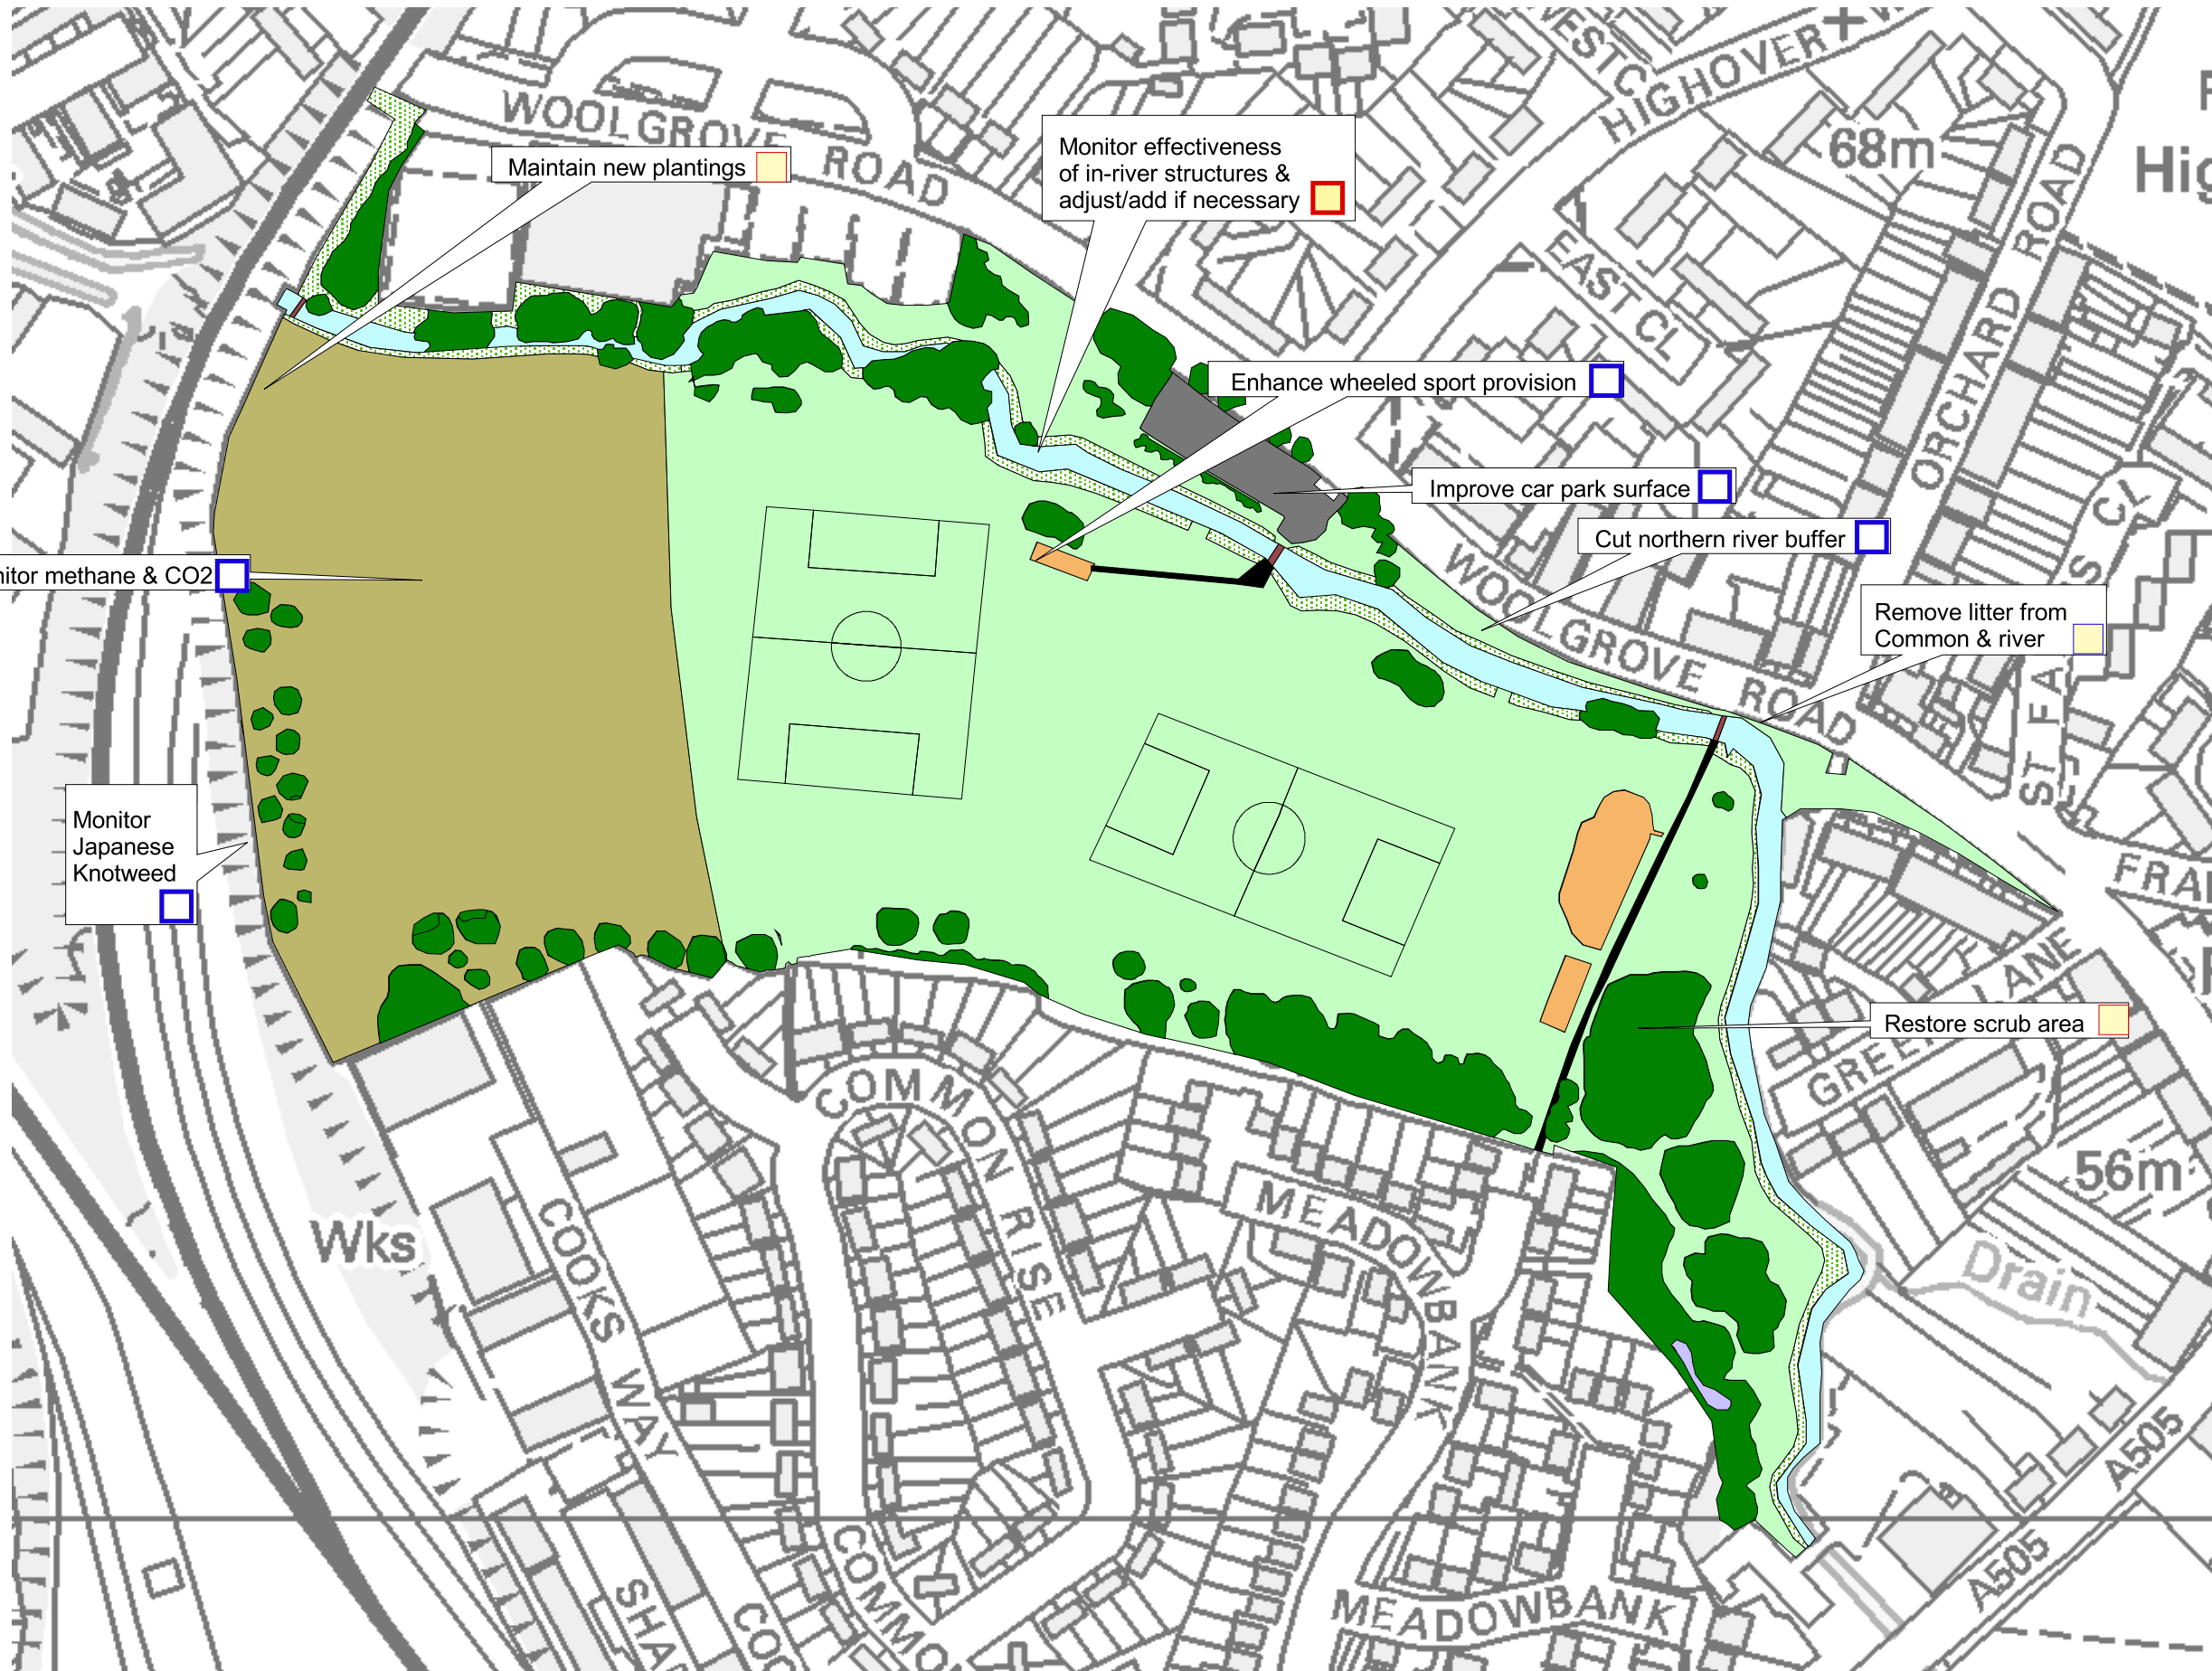 WOOLGROVE ROAD
HIGHOVER
68m
ORCHARD ROAD
EAST CL
Maintain new plantings
Monitor effectiveness
of in-river structures &
adjust/add if necessary
Enhance wheeled sport provision
Improve car park surface
Cut northern river buffer
methane & CO2
WOOLGROVE ROAD
Remove litter from
Common & river
Monitor
Japanese
Knotweed
Restore scrub area
GREEN LANE
COMMON RISE
MEADOWBANK
56m
Wks
COOKS WAY
Drain
A505
A505
MEADOWBANK